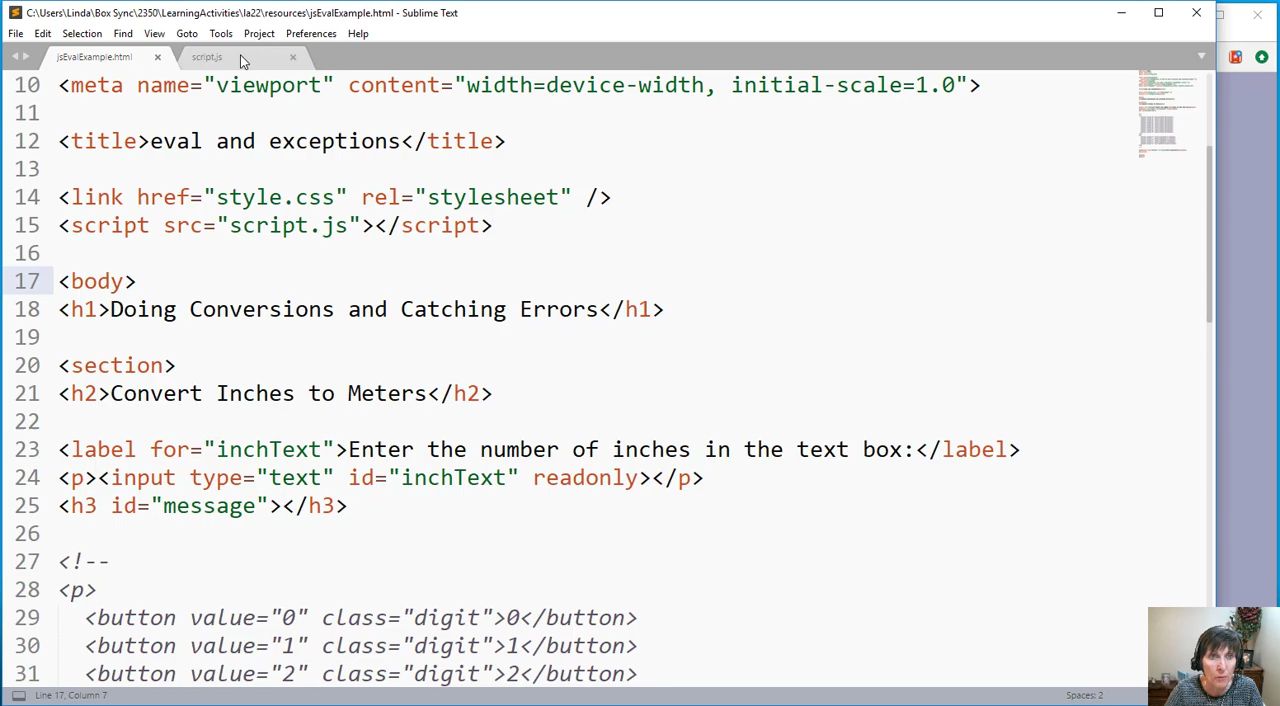 C:\Users\Linda\Box Sync\2350\LearningActivities\la22\resources\jsEvalExample.html - Sublime Text
File Edit Selection Find View Goto Tools Project Preferences Help
jsEvalExample.html × script.js ×
10 <meta name="viewport" content="width=device-width, initial-scale=1.0">
11
12 <title>eval and exceptions</title>
13
14 <link href="style.css" rel="stylesheet" />
15 <script src="script.js"></script>
16
17 <body>
18 <h1>Doing Conversions and Catching Errors</h1>
19
20 <section>
21 <h2>Convert Inches to Meters</h2>
22
23 <label for="inchText">Enter the number of inches in the text box:</label>
24 <p><input type="text" id="inchText" readonly></p>
25 <h3 id="message"></h3>
26
27 <!--
28 <p>
29 <button value="0" class="digit">0</button>
30 <button value="1" class="digit">1</button>
31 <button value="2" class="digit">2</button>
Line 17, Column 7
Spaces: 2